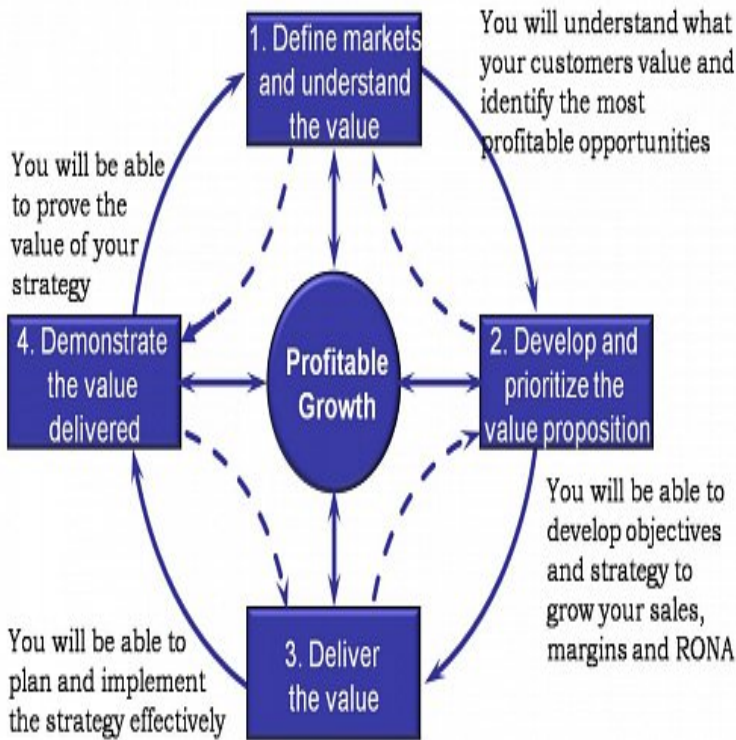 1. Define markets
and understand
the value
You will understand what
your customers value and
identify the most
profitable opportunities
You will be able
to prove the
value of your
strategy
4. Demonstrate
the value
delivered
Profitable
Growth
2. Develop and
prioritize the
value proposition
You will be able to
develop objectives
and strategy to
grow your sales,
margins and RONA
3. Deliver
the value
You will be able to
plan and implement
the strategy effectively